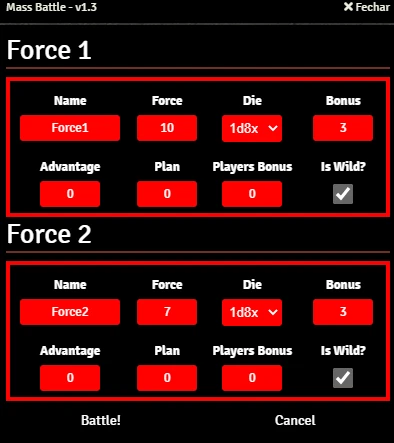 Mass Battle - v1.3 ✖ Fechar
Force 1
Name Force Die Bonus
Force1 10 1d8x 3
Advantage Plan Players Bonus Is Wild?
0 0 0
Force 2
Name Force Die Bonus
Force2 7 1d8x 3
Advantage Plan Players Bonus Is Wild?
0 0 0
Battle! Cancel